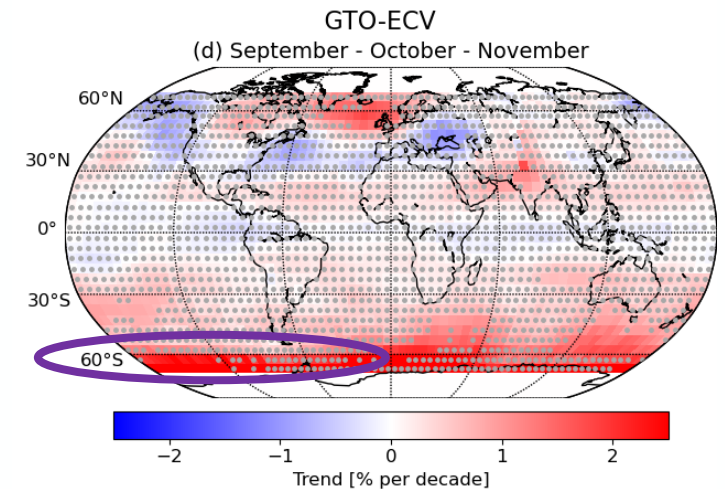 GTO-ECV
(d) September - October - November
60°N
30°N
0°
30°S
60°S
−2 −1 0 1 2
Trend [% per decade]